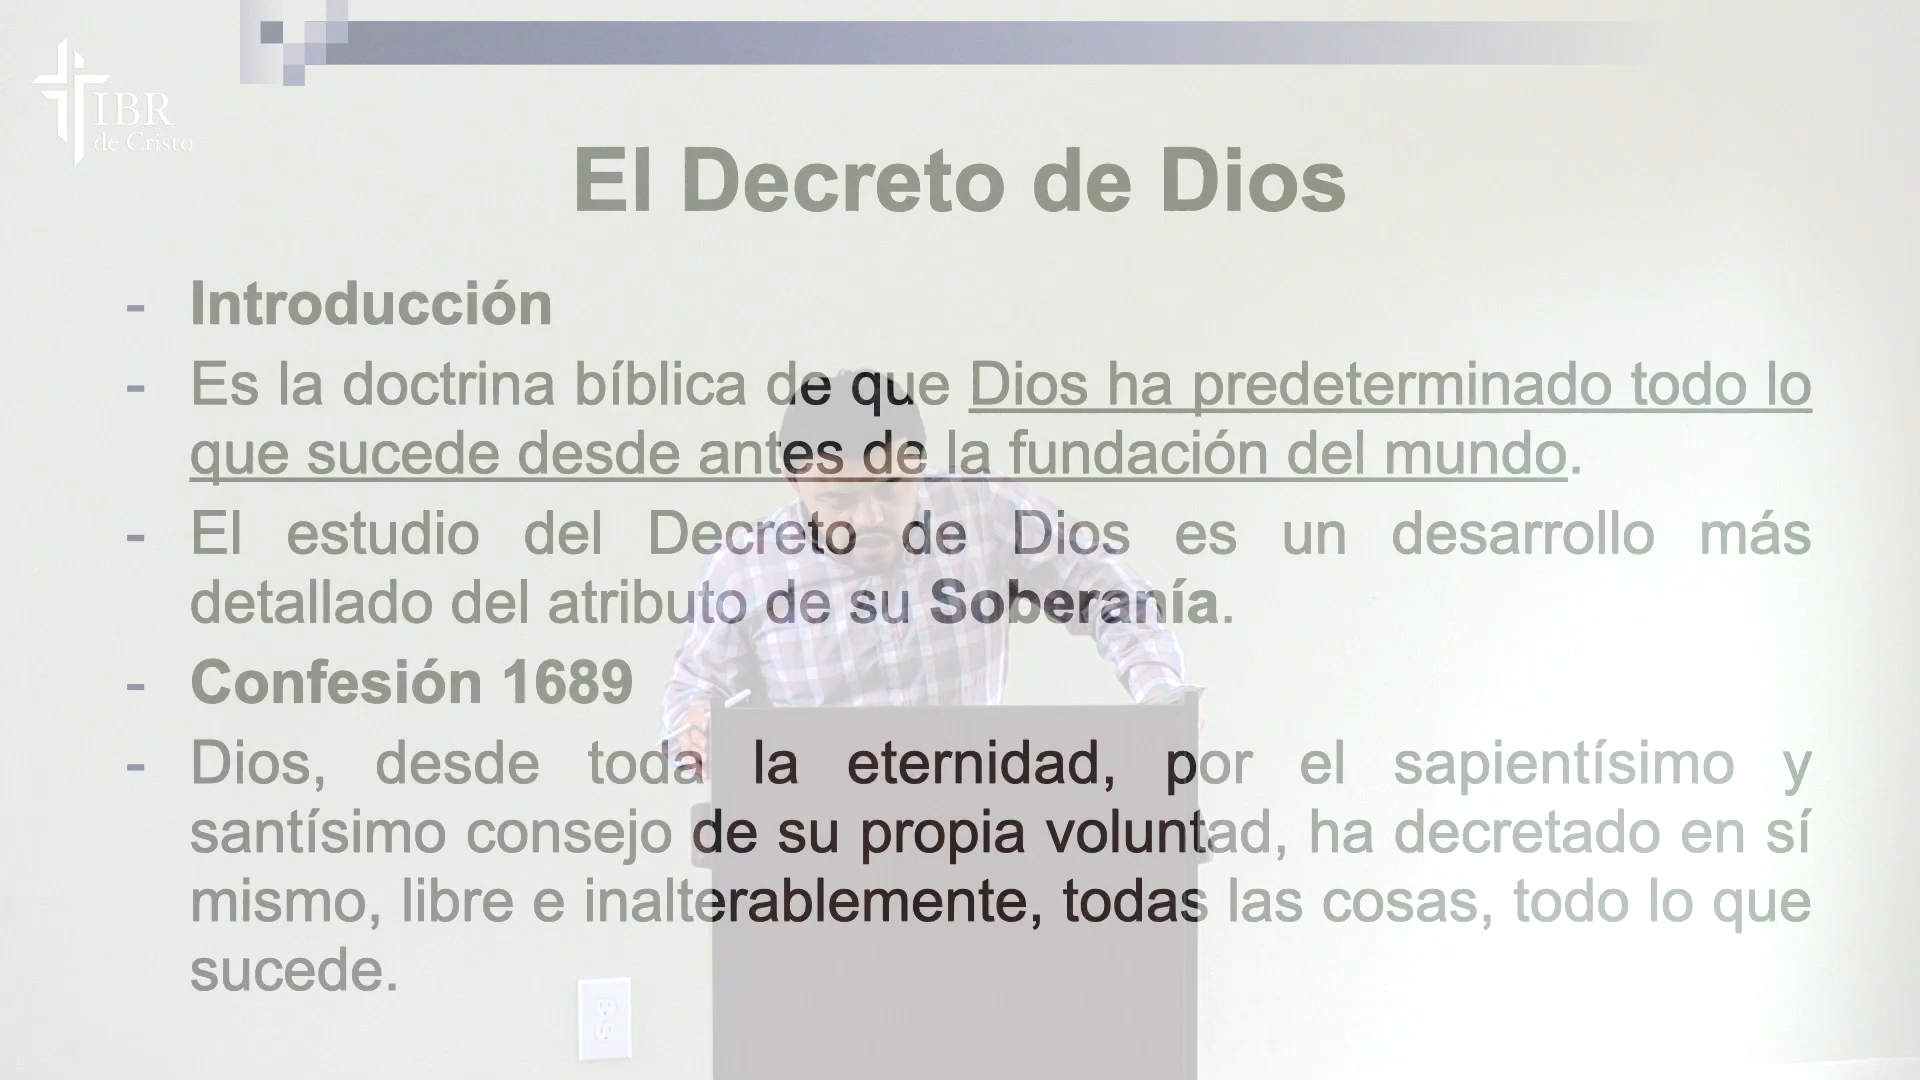 IBR
de Cristo
El Decreto de Dios
- Introducción
- Es la doctrina bíblica de que Dios ha predeterminado todo lo
que sucede desde antes de la fundación del mundo.
- El estudio del Decreto de Dios es un desarrollo más
detallado del atributo de su Soberanía.
- Confesión 1689
- Dios, desde toda la eternidad, por el sapientísimo y
santísimo consejo de su propia voluntad, ha decretado en sí
mismo, libre e inalterablemente, todas las cosas, todo lo que
sucede.